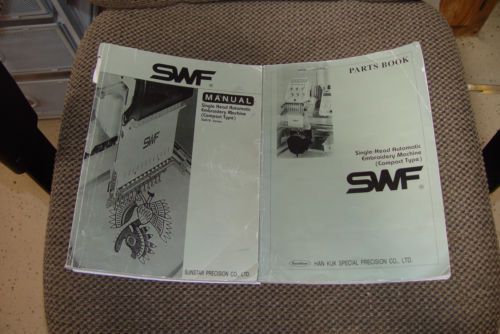 SWF®
MANUAL
Single-Head Automatic
Embroidery Machine
(Compact Type)
SWF
SUNSTAR PRECISION CO., LTD.
PARTS BOOK
Single-Head Automatic
Embroidery Machine
(Compact Type)
SWF®
HAN KUK SPECIAL PRECISION CO., LTD.